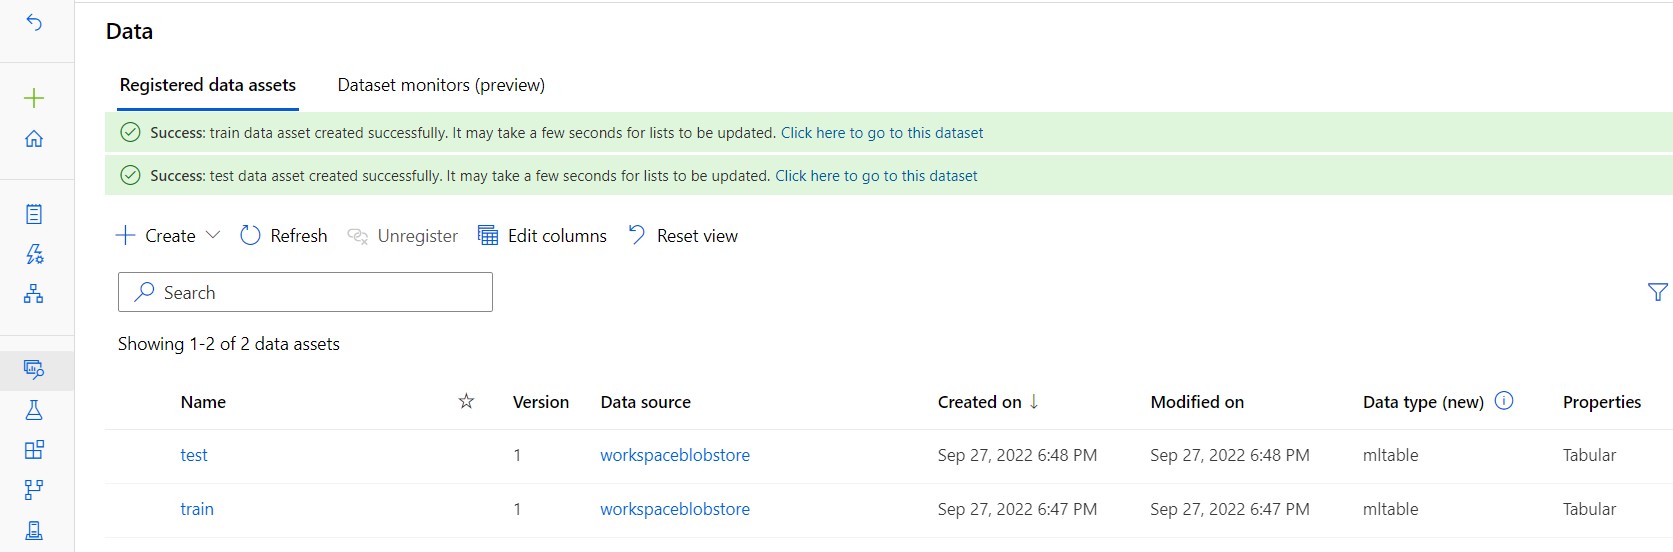 Data
Registered data assets Dataset monitors (preview)
Success: train data asset created successfully. It may take a few seconds for lists to be updated. Click here to go to this dataset
Success: test data asset created successfully. It may take a few seconds for lists to be updated. Click here to go to this dataset
Create Refresh Unregister Edit columns Reset view
Search
Showing 1-2 of 2 data assets
Name Version Data source Created on Modified on Data type (new) Properties
test 1 workspaceblobstore Sep 27, 2022 6:48 PM Sep 27, 2022 6:48 PM mltable Tabular
train 1 workspaceblobstore Sep 27, 2022 6:47 PM Sep 27, 2022 6:47 PM mltable Tabular